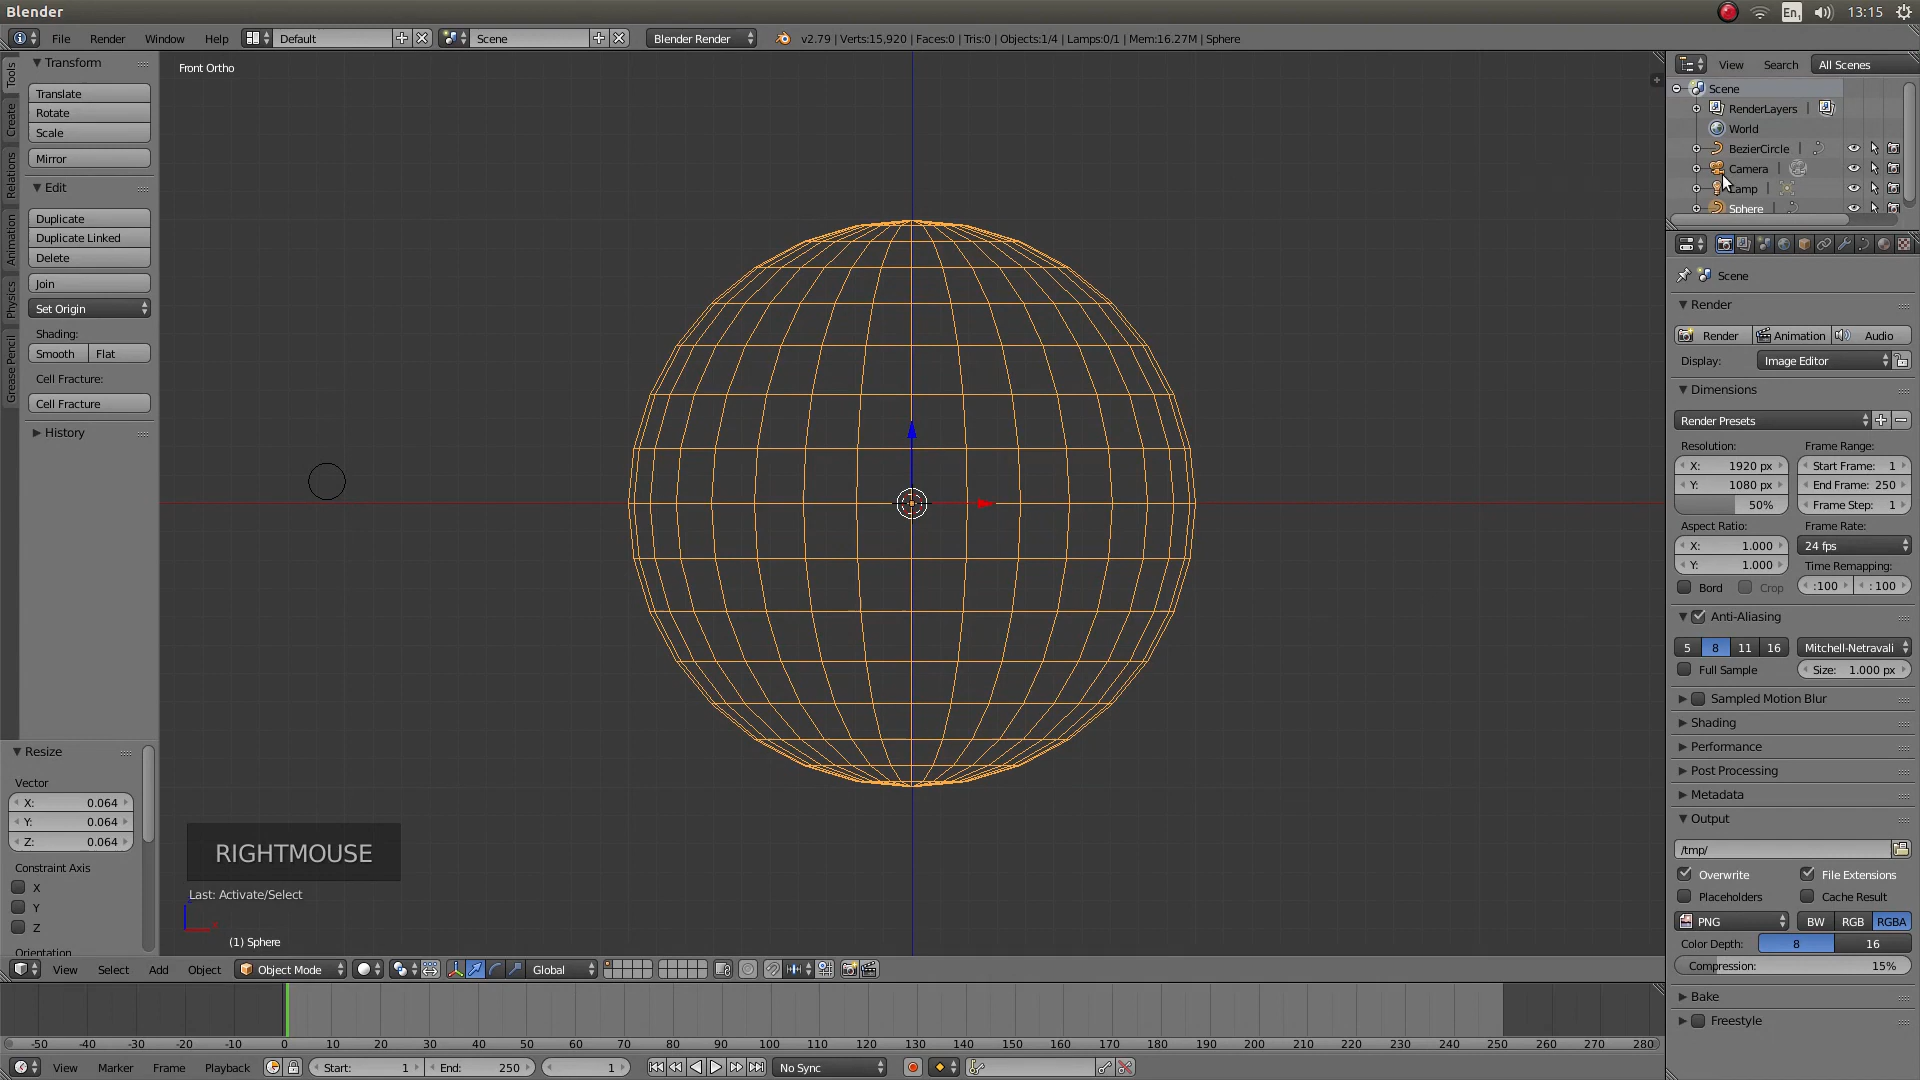 Blender
En1 13:15
File Render Window Help Default Scene Blender Render v2.79 | Verts:15,920 | Faces:0 | Tris:0 | Objects:1/4 | Lamps:0/1 | Mem:16.27M | Sphere
Tools
Create
Relations
Animation
Physics
Grease Pencil
Transform
Translate
Rotate
Scale
Mirror
Edit
Duplicate
Duplicate Linked
Delete
Join
Set Origin
Shading:
Smooth Flat
Cell Fracture:
Cell Fracture
History
Resize
Vector
X: 0.064
Y: 0.064
Z: 0.064
Constraint Axis
X
Y
Z
Orientation
Front Ortho
RIGHTMOUSE
Last: Activate/Select
(1) Sphere
View Select Add Object Object Mode Global
-50 -40 -30 -20 -10 0 10 20 30 40 50 60 70 80 90 100 110 120 130 140 150 160 170 180 190 200 210 220 230 240 250 260 270 280
View Marker Frame Playback Start: 1 End: 250 1 No Sync
View Search All Scenes
Scene
RenderLayers
World
BezierCircle
Camera
Lamp
Sphere
Scene
Render
Render Animation Audio
Display: Image Editor
Dimensions
Render Presets
Resolution: Frame Range:
X: 1920 px Start Frame: 1
Y: 1080 px End Frame: 250
50% Frame Step: 1
Aspect Ratio: Frame Rate:
X: 1.000 24 fps
Y: 1.000 Time Remapping:
Bord Crop :100 : 100
Anti-Aliasing
5 8 11 16 Mitchell-Netravali
Full Sample Size: 1.000 px
Sampled Motion Blur
Shading
Performance
Post Processing
Metadata
Output
/tmp/
Overwrite File Extensions
Placeholders Cache Result
PNG BW RGB RGBA
Color Depth: 8 16
Compression: 15%
Bake
Freestyle